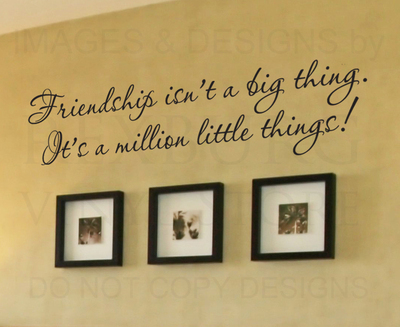 IMAGES & DESIGNS by
Friendship isn't a big thing.
It's a million little things!
DO NOT COPY DESIGNS